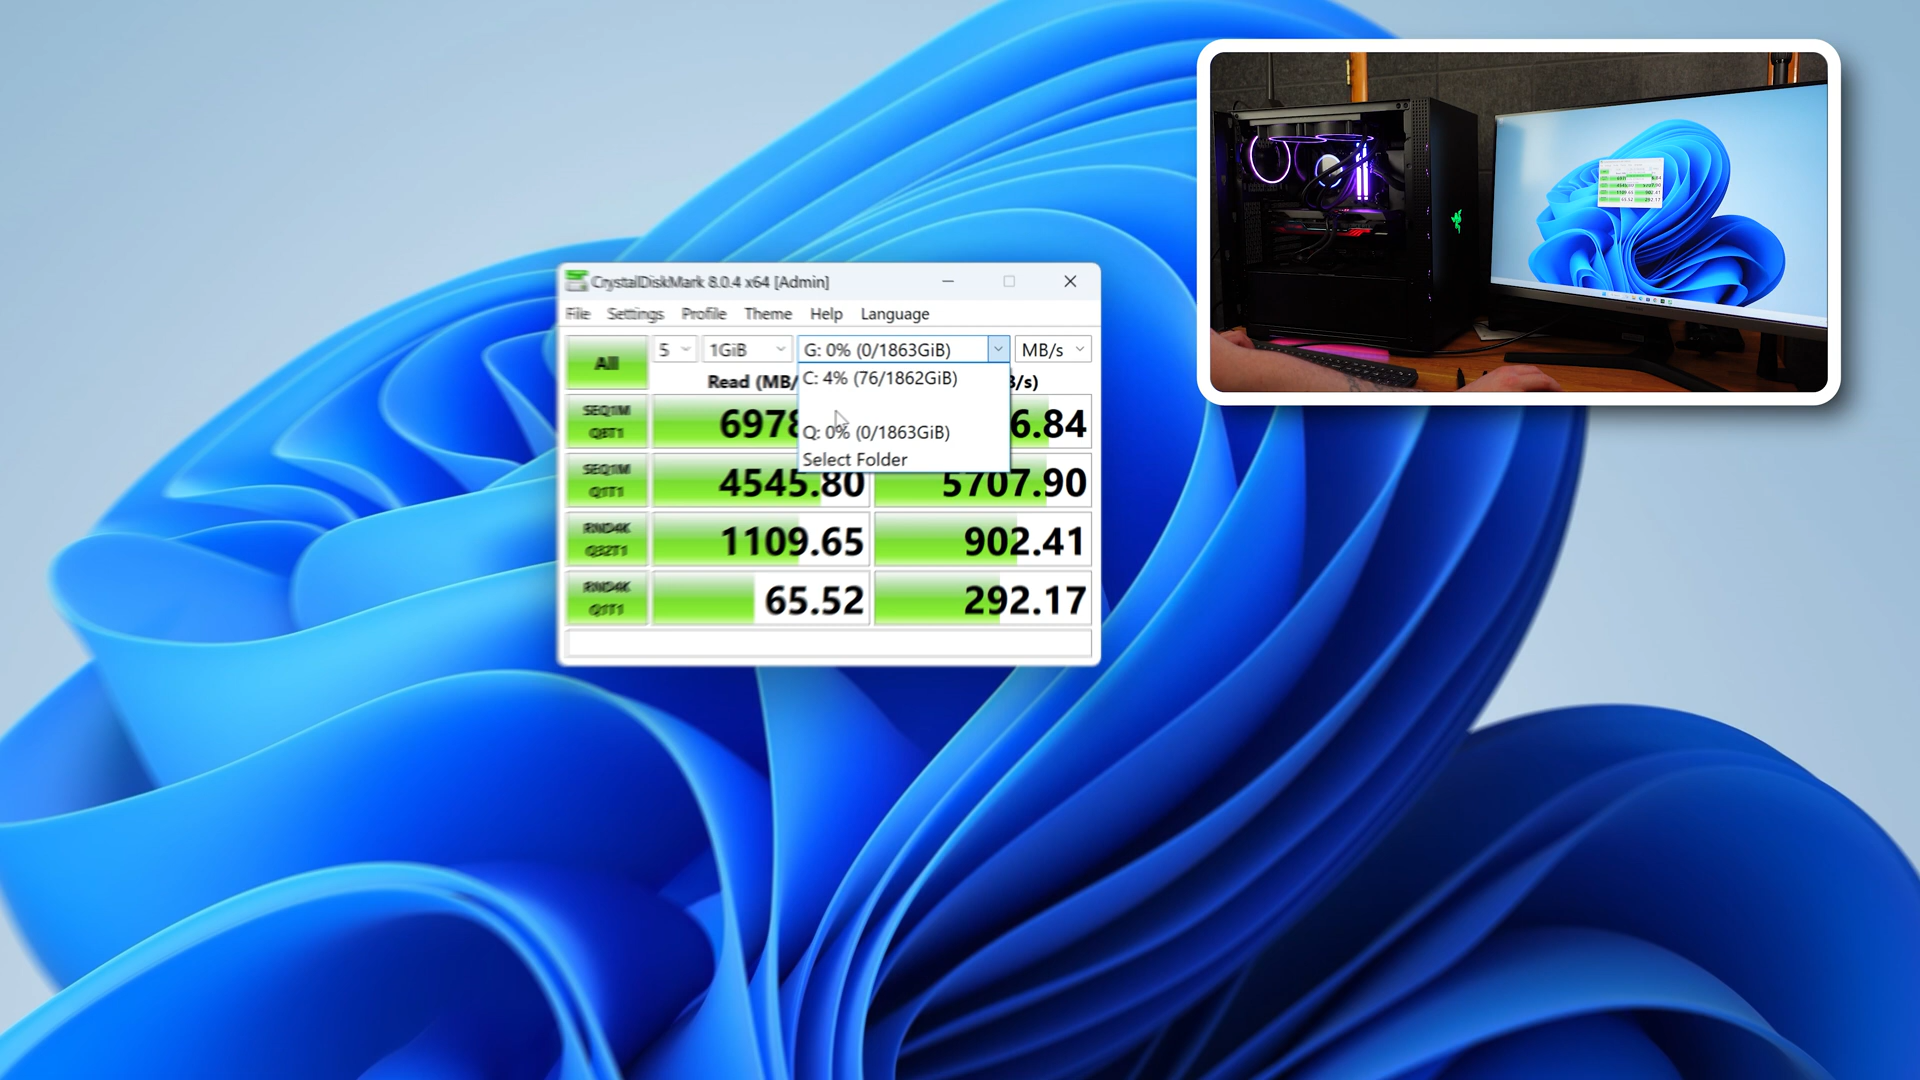 CrystalDiskMark 8.0.4 x64 [Admin]
File Settings Profile Theme Help Language
All 5 1GiB G: 0% (0/1863GiB) MB/s
C: 4% (76/1862GiB)
Read (MB/ B/s)
SEQ1M
Q8T1
6978 6.84
Q: 0% (0/1863GiB)
Select Folder
SEQ1M
Q1T1
4545.80 5707.90
RND4K
Q32T1
1109.65 902.41
RND4K
Q1T1
65.52 292.17